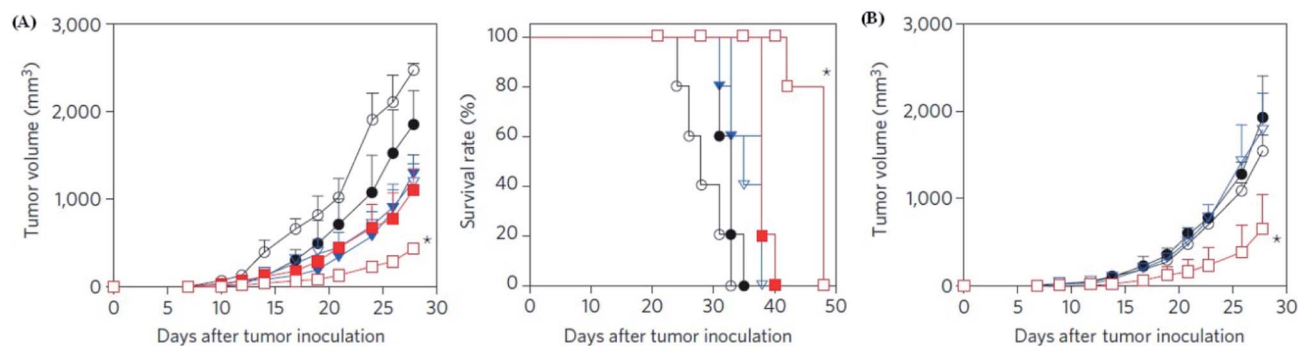 (A)
Tumor volume (mm³)
3,000
2,000
1,000
0
0 5 10 15 20 25 30
Days after tumor inoculation
*
Survival rate (%)
100
80
60
40
20
0
0 10 20 30 40 50
Days after tumor inoculation
*
(B)
Tumor volume (mm³)
3,000
2,000
1,000
0
0 5 10 15 20 25 30
Days after tumor inoculation
*